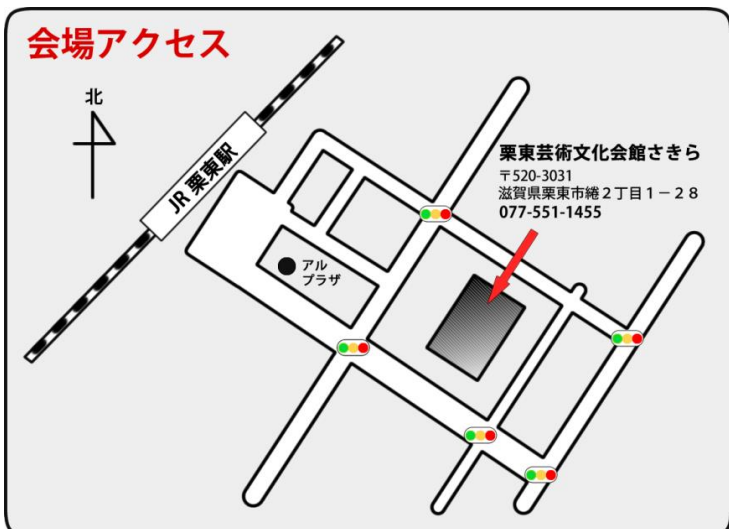 会場アクセス
北
JR 栗東駅
栗東芸術文化会館さきら
〒520-3031
滋賀県栗東市綣２丁目１－２８
077-551-1455
アル
プラザ